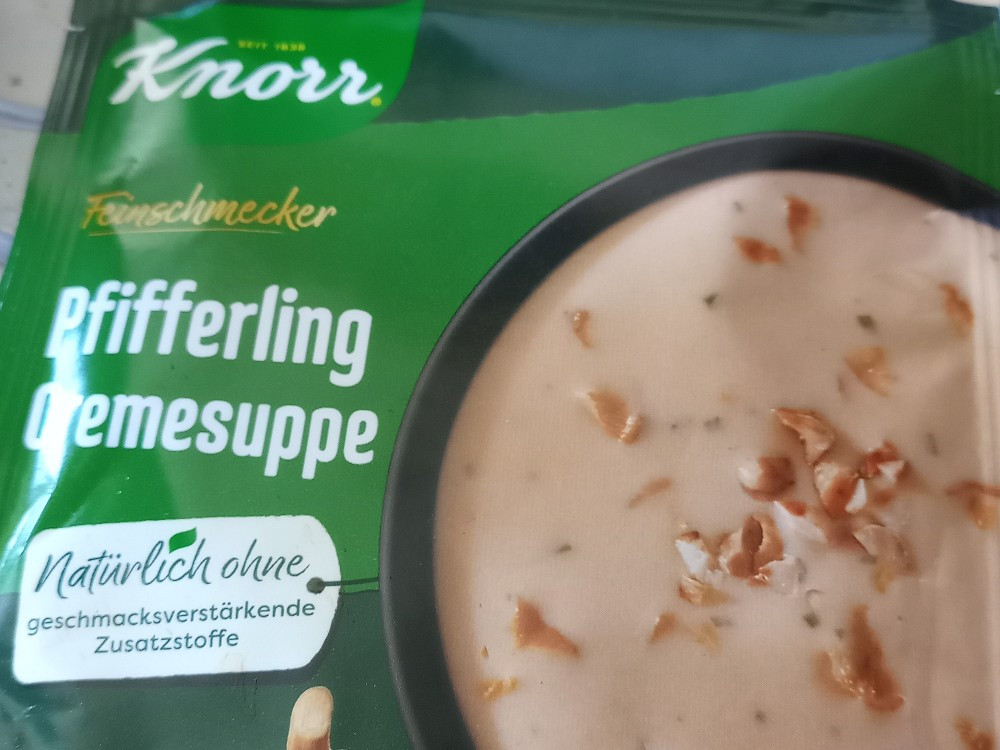 SEIT 1838
Knorr
Feinschmecker
Pfifferling
Cremesuppe
Natürlich ohne
geschmacksverstärkende
Zusatzstoffe